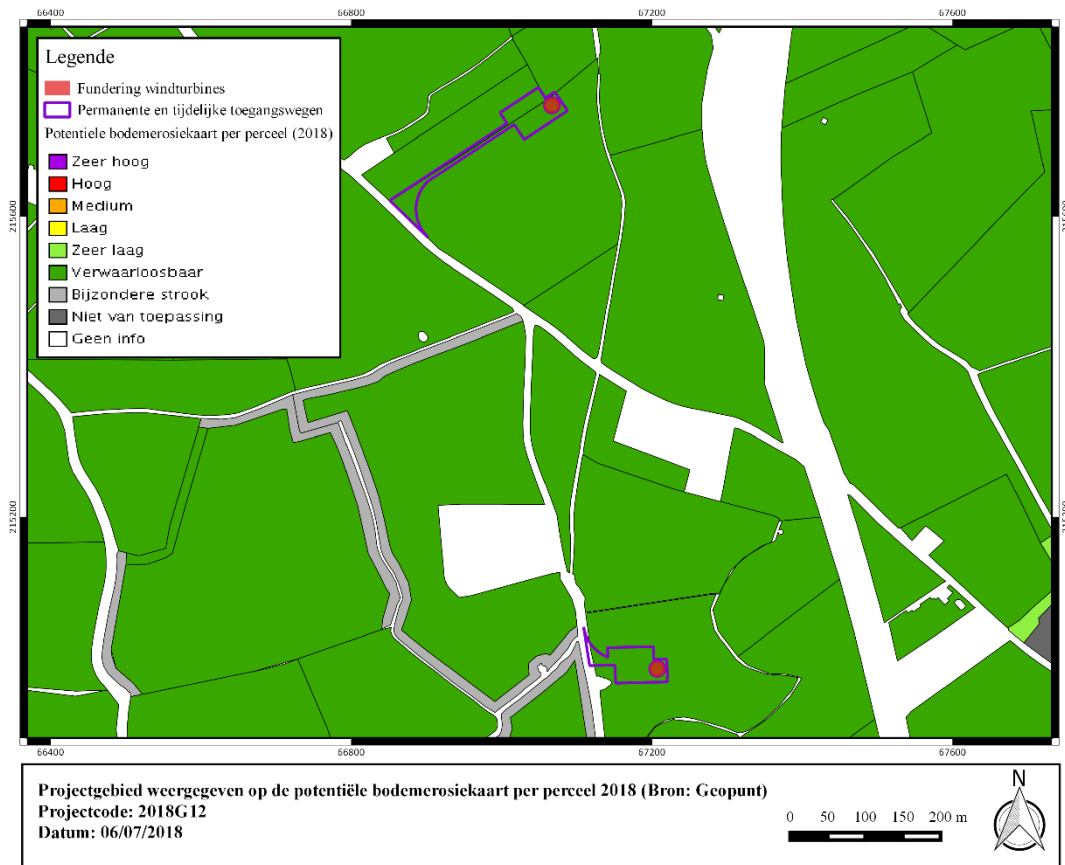 66400 66800 67200 67600
Legende
Fundering windturbines
Permanente en tijdelijke toegangswegen
Potentiele bodemerosiekaart per perceel (2018)
Zeer hoog
Hoog
Medium
Laag
Zeer laag
Verwaarloosbaar
Bijzondere strook
Niet van toepassing
Geen info
215600 215600
215200 215200
66400 66800 67200 67600
Projectgebied weergegeven op de potentiële bodemerosiekaart per perceel 2018 (Bron: Geopunt)
Projectcode: 2018G12
Datum: 06/07/2018
0 50 100 150 200 m
N